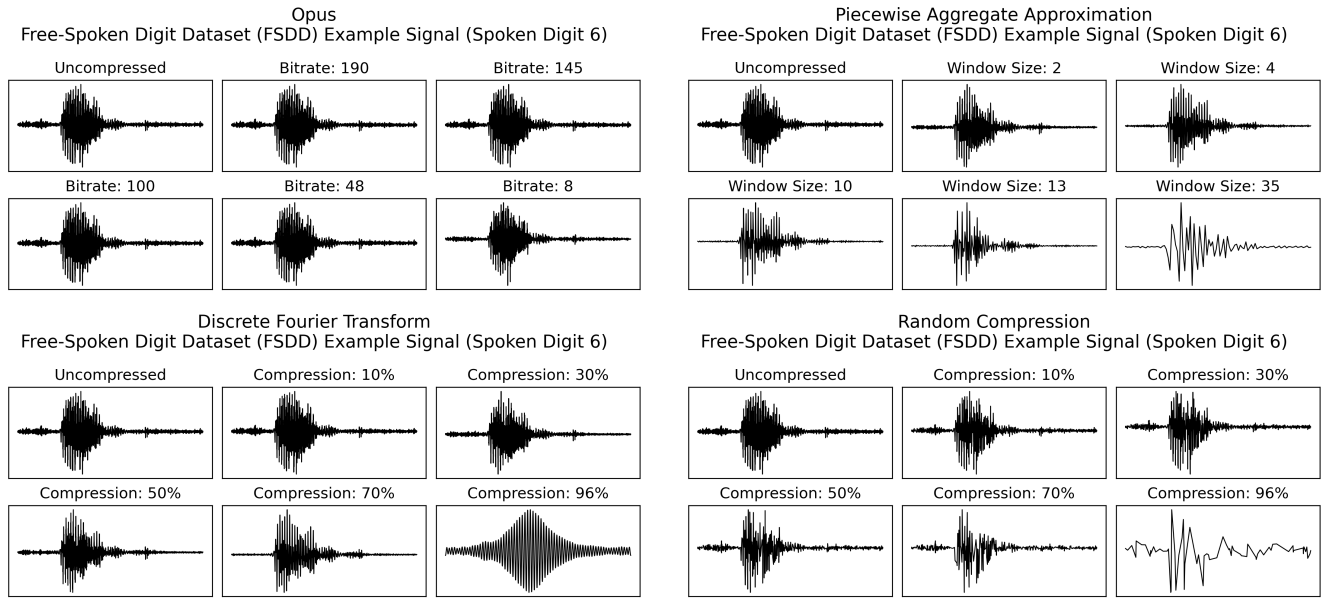 Opus
Free-Spoken Digit Dataset (FSDD) Example Signal (Spoken Digit 6)
Uncompressed
Bitrate: 190
Bitrate: 145
Bitrate: 100
Bitrate: 48
Bitrate: 8
Piecewise Aggregate Approximation
Free-Spoken Digit Dataset (FSDD) Example Signal (Spoken Digit 6)
Uncompressed
Window Size: 2
Window Size: 4
Window Size: 10
Window Size: 13
Window Size: 35
Discrete Fourier Transform
Free-Spoken Digit Dataset (FSDD) Example Signal (Spoken Digit 6)
Uncompressed
Compression: 10%
Compression: 30%
Compression: 50%
Compression: 70%
Compression: 96%
Random Compression
Free-Spoken Digit Dataset (FSDD) Example Signal (Spoken Digit 6)
Uncompressed
Compression: 10%
Compression: 30%
Compression: 50%
Compression: 70%
Compression: 96%